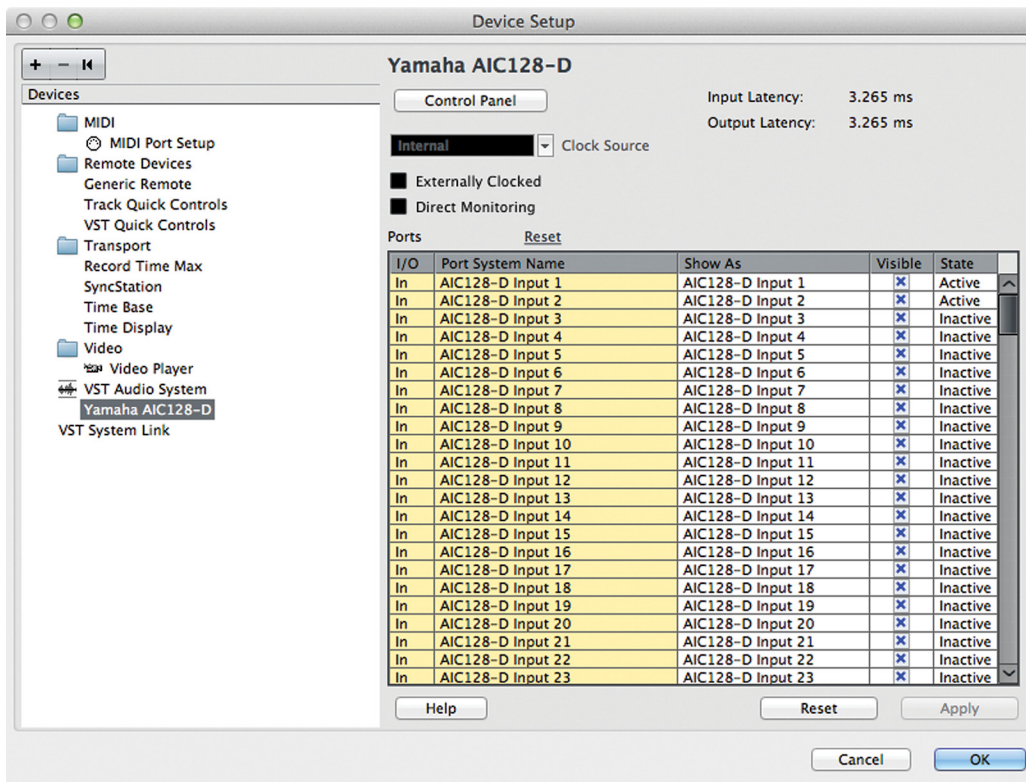 Device Setup
+ −
Devices
MIDI
MIDI Port Setup
Remote Devices
Generic Remote
Track Quick Controls
VST Quick Controls
Transport
Record Time Max
SyncStation
Time Base
Time Display
Video
Video Player
VST Audio System
Yamaha AIC128-D
VST System Link
Yamaha AIC128-D
Control Panel
Input Latency: 3.265 ms
Output Latency: 3.265 ms
Internal Clock Source
Externally Clocked
Direct Monitoring
Ports Reset
I/O Port System Name Show As Visible State
In AIC128-D Input 1 AIC128-D Input 1 Active
In AIC128-D Input 2 AIC128-D Input 2 Active
In AIC128-D Input 3 AIC128-D Input 3 Inactive
In AIC128-D Input 4 AIC128-D Input 4 Inactive
In AIC128-D Input 5 AIC128-D Input 5 Inactive
In AIC128-D Input 6 AIC128-D Input 6 Inactive
In AIC128-D Input 7 AIC128-D Input 7 Inactive
In AIC128-D Input 8 AIC128-D Input 8 Inactive
In AIC128-D Input 9 AIC128-D Input 9 Inactive
In AIC128-D Input 10 AIC128-D Input 10 Inactive
In AIC128-D Input 11 AIC128-D Input 11 Inactive
In AIC128-D Input 12 AIC128-D Input 12 Inactive
In AIC128-D Input 13 AIC128-D Input 13 Inactive
In AIC128-D Input 14 AIC128-D Input 14 Inactive
In AIC128-D Input 15 AIC128-D Input 15 Inactive
In AIC128-D Input 16 AIC128-D Input 16 Inactive
In AIC128-D Input 17 AIC128-D Input 17 Inactive
In AIC128-D Input 18 AIC128-D Input 18 Inactive
In AIC128-D Input 19 AIC128-D Input 19 Inactive
In AIC128-D Input 20 AIC128-D Input 20 Inactive
In AIC128-D Input 21 AIC128-D Input 21 Inactive
In AIC128-D Input 22 AIC128-D Input 22 Inactive
In AIC128-D Input 23 AIC128-D Input 23 Inactive
Help Reset Apply
Cancel OK